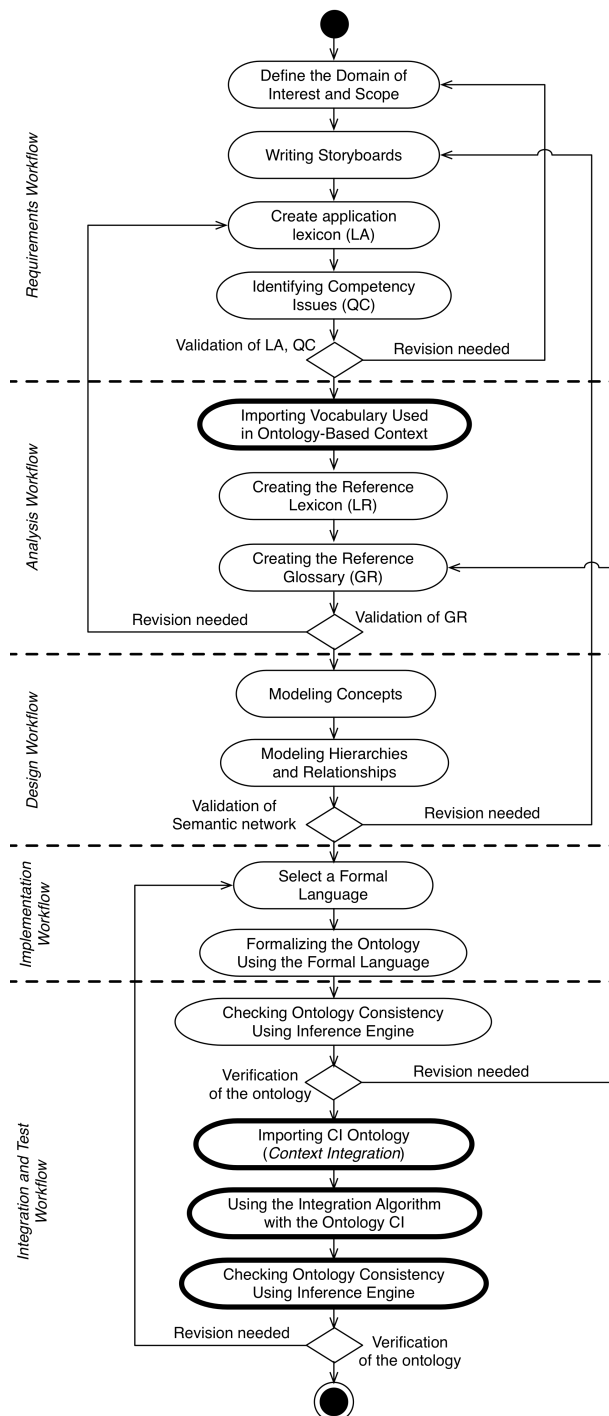 Requirements Workflow
Define the Domain of
Interest and Scope
Writing Storyboards
Create application
lexicon (LA)
Identifying Competency
Issues (QC)
Validation of LA, QC
Revision needed
Analysis Workflow
Importing Vocabulary Used
in Ontology-Based Context
Creating the Reference
Lexicon (LR)
Creating the Reference
Glossary (GR)
Revision needed
Validation of GR
Design Workflow
Modeling Concepts
Modeling Hierarchies
and Relationships
Validation of
Semantic network
Revision needed
Implementation
Workflow
Select a Formal
Language
Formalizing the Ontology
Using the Formal Language
Integration and Test
Workflow
Checking Ontology Consistency
Using Inference Engine
Verification
of the ontology
Revision needed
Importing CI Ontology
(Context Integration)
Using the Integration Algorithm
with the Ontology CI
Checking Ontology Consistency
Using Inference Engine
Revision needed
Verification
of the ontology